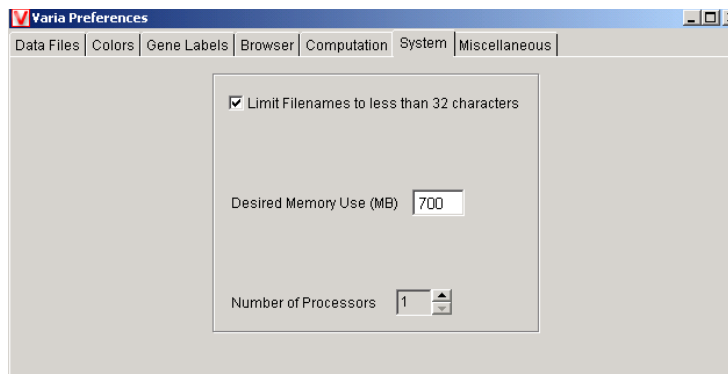 Varia Preferences
Data Files Colors Gene Labels Browser Computation System Miscellaneous
Limit Filenames to less than 32 characters
Desired Memory Use (MB) 700
Number of Processors 1